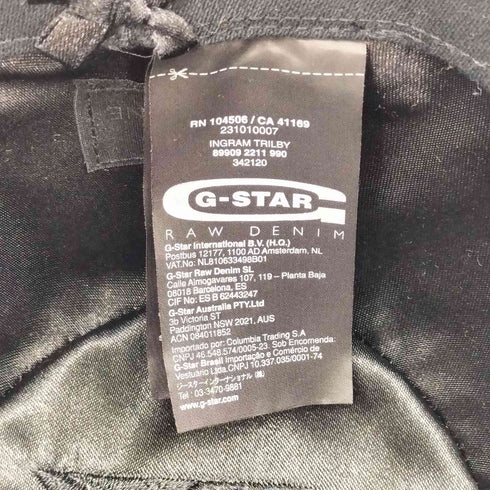 RN 104506 / CA 41169
231010007
INGRAM TRILBY
89909 2211 990
342120
G-STAR
RAW DENIM
G-Star International B.V. (H.Q.)
Postbus 12177, 1100 AD Amsterdam, NL
VAT.No: NL810633498B01
G-Star Raw Denim SL
Calle Almogavares 107, 119 – Planta Baja
08018 Barcelona, ES
CIF No: ES B 62443247
G-Star Australia PTY.Ltd
3b Victoria ST
Paddington NSW 2021, AUS
ACN 084011852
Importado por: Columbia Trading S.A
CNPJ 46.548.574/0005-23. Sob Encomenda:
G-Star Brasil Importação e Comércio de
Vestuário Ltda.CNPJ 10.337.035/0001-74
ジースターインターナショナル (株)
Tel : 03-3470-9881
www.g-star.com